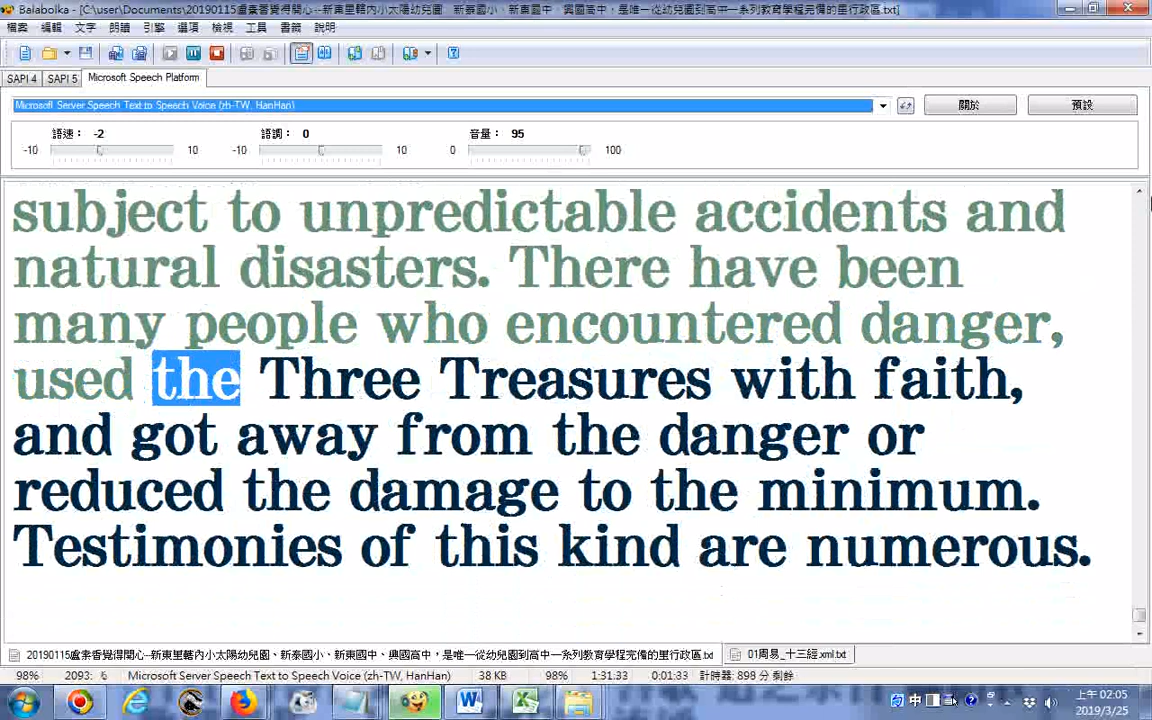 Balabolka - [C:\user\Documents\20190115盧素香覺得開心--新東里轄內小太陽幼兒園、新泰國小、新東國中、興國高中，是唯一從幼兒園到高中一系列教育學程完備的里行政區.txt]
檔案 編輯 文字 朗讀 引擎 選項 檢視 工具 書籤 說明
SAPI 4 SAPI 5 Microsoft Speech Platform
Microsoft Server Speech Text to Speech Voice (zh-TW, HanHan)
關於 預設
語速： -2 語調： 0 音量： 95
-10 10 -10 10 0 100
subject to unpredictable accidents and
natural disasters. There have been
many people who encountered danger,
used the Three Treasures with faith,
and got away from the danger or
reduced the damage to the minimum.
Testimonies of this kind are numerous.
20190115盧素香覺得開心--新東里轄內小太陽幼兒園、新泰國小、新東國中、興國高中，是唯一從幼兒園到高中一系列教育學程完備的里行政區.txt 01周易_十三經.xml.txt
98% 2093: 6 Microsoft Server Speech Text to Speech Voice (zh-TW, HanHan) 38 KB 98% 1:31:33 0:01:33 計時器: 898 分 剩餘
中 上午 02:05
2019/3/25